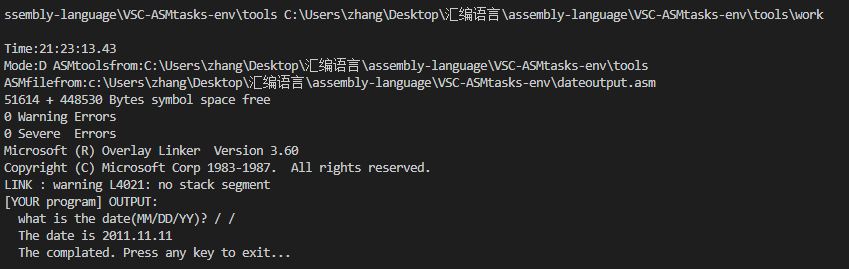 ssembly-language\VSC-ASMtasks-env\tools C:\Users\zhang\Desktop\汇编语言\assembly-language\VSC-ASMtasks-env\tools\work
Time:21:23:13.43
Mode:D ASMtoolsfrom:C:\Users\zhang\Desktop\汇编语言\assembly-language\VSC-ASMtasks-env\tools
ASMfilefrom:c:\Users\zhang\Desktop\汇编语言\assembly-language\VSC-ASMtasks-env\dateoutput.asm
51614 + 448530 Bytes symbol space free
0 Warning Errors
0 Severe  Errors
Microsoft (R) Overlay Linker  Version 3.60
Copyright (C) Microsoft Corp 1983-1987.  All rights reserved.
LINK : warning L4021: no stack segment
[YOUR program] OUTPUT:
  what is the date(MM/DD/YY)? / /
  The date is 2011.11.11
  The complated. Press any key to exit...